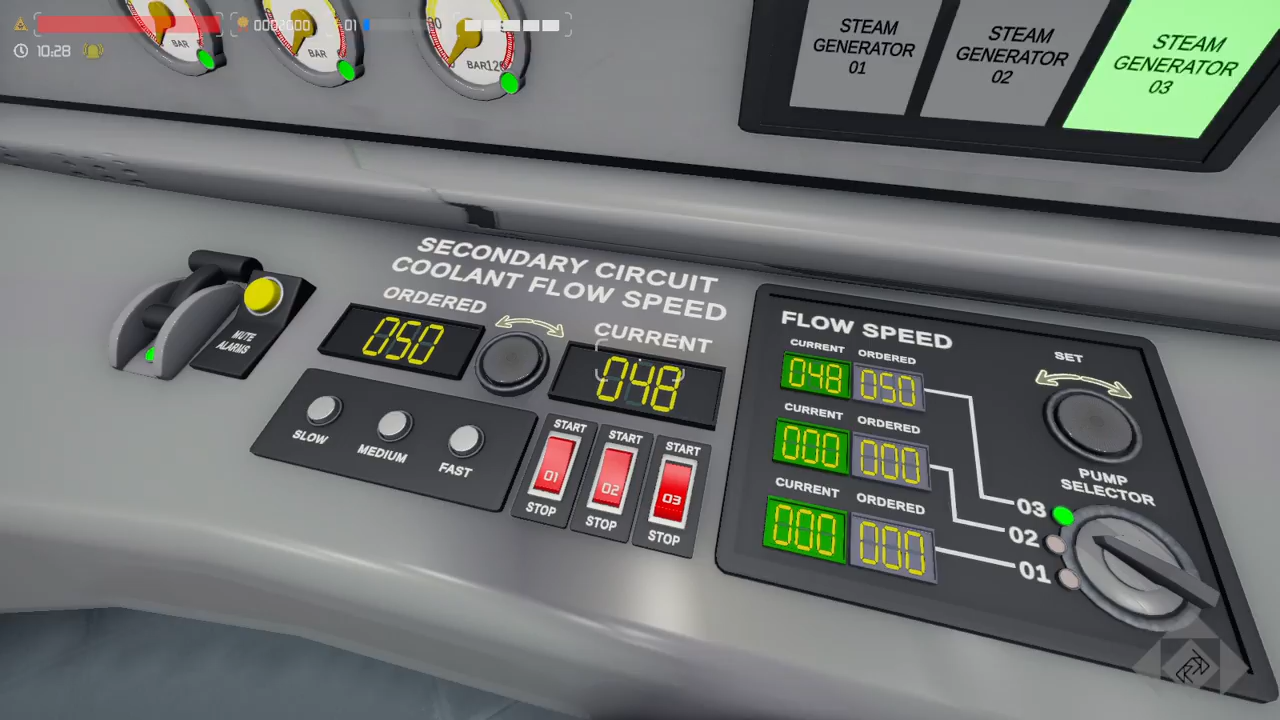 0002000
01
10:28
BAR
BAR
30
BAR
120
STEAM
GENERATOR
01
STEAM
GENERATOR
02
STEAM
GENERATOR
03
SECONDARY CIRCUIT
COOLANT FLOW SPEED
ORDERED
050
CURRENT
048
MUTE
ALARMS
SLOW
MEDIUM
FAST
START
01
STOP
START
02
STOP
START
03
STOP
FLOW SPEED
CURRENT ORDERED
048 050
CURRENT ORDERED
000 000
CURRENT ORDERED
000 000
SET
PUMP
SELECTOR
03
02
01